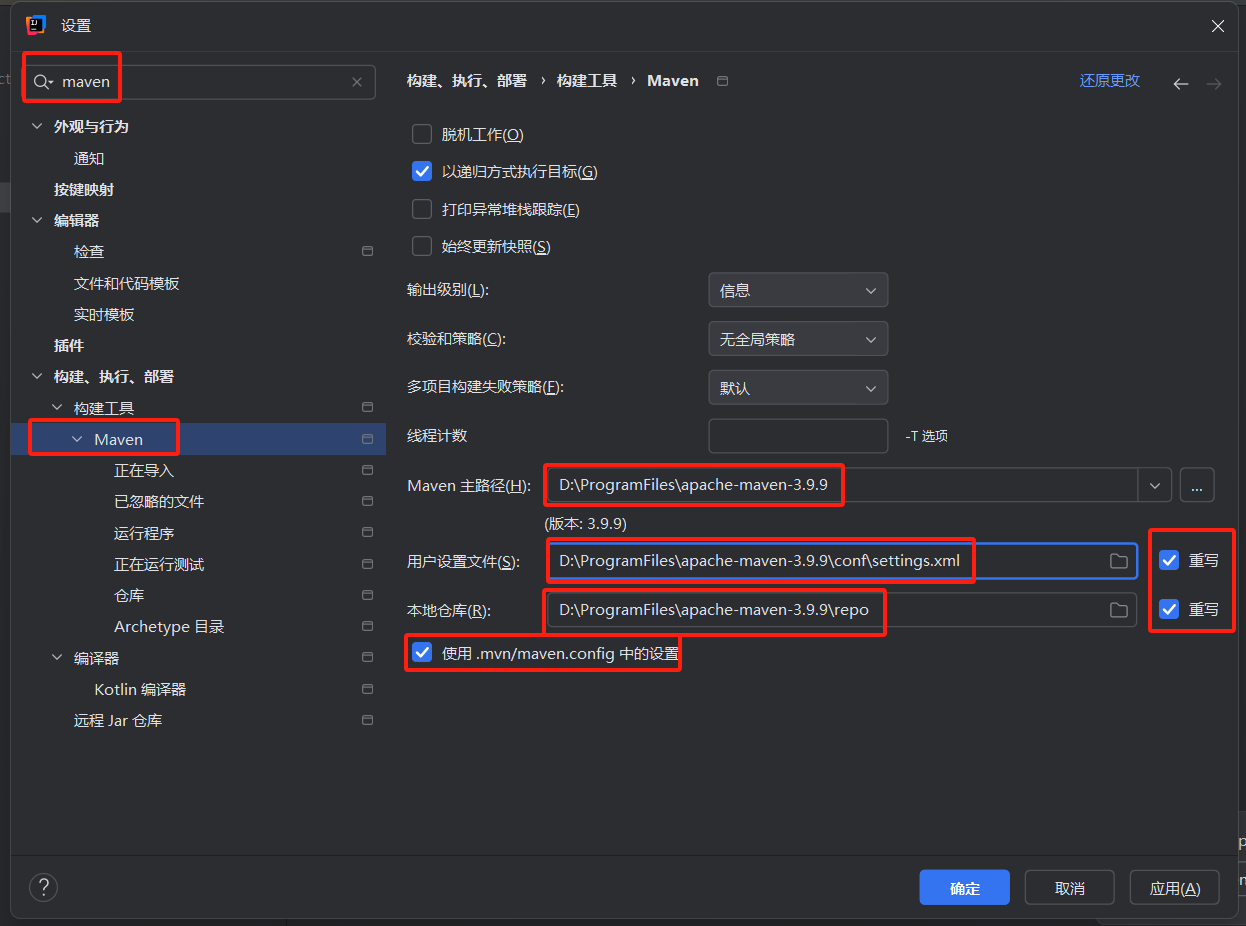 设置
maven
构建、执行、部署 › 构建工具 › Maven
还原更改
外观与行为
通知
按键映射
编辑器
检查
文件和代码模板
实时模板
插件
构建、执行、部署
构建工具
Maven
正在导入
已忽略的文件
运行程序
正在运行测试
仓库
Archetype 目录
编译器
Kotlin 编译器
远程 Jar 仓库
脱机工作(O)
以递归方式执行目标(G)
打印异常堆栈跟踪(E)
始终更新快照(S)
输出级别(L): 信息
校验和策略(C): 无全局策略
多项目构建失败策略(F): 默认
线程计数 -T 选项
Maven 主路径(H): D:\ProgramFiles\apache-maven-3.9.9 ...
(版本: 3.9.9)
用户设置文件(S): D:\ProgramFiles\apache-maven-3.9.9\conf\settings.xml 重写
本地仓库(R): D:\ProgramFiles\apache-maven-3.9.9\repo 重写
使用 .mvn/maven.config 中的设置
? 确定 取消 应用(A)